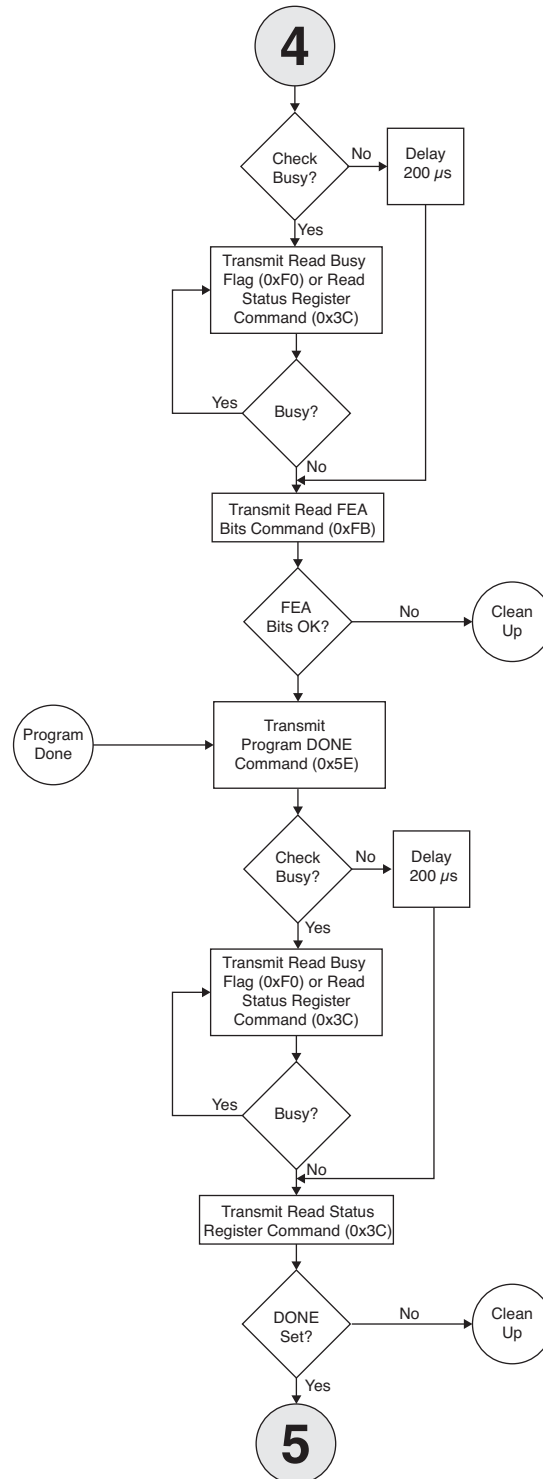 4
Check
Busy?
No
Delay
200 µs
Yes
Transmit Read Busy
Flag (0xF0) or Read
Status Register
Command (0x3C)
Yes
Busy?
No
Transmit Read FEA
Bits Command (0xFB)
FEA
Bits OK?
No
Clean
Up
Program
Done
Transmit
Program DONE
Command (0x5E)
Check
Busy?
No
Delay
200 µs
Yes
Transmit Read Busy
Flag (0xF0) or Read
Status Register
Command (0x3C)
Yes
Busy?
No
Transmit Read Status
Register Command (0x3C)
DONE
Set?
No
Clean
Up
Yes
5